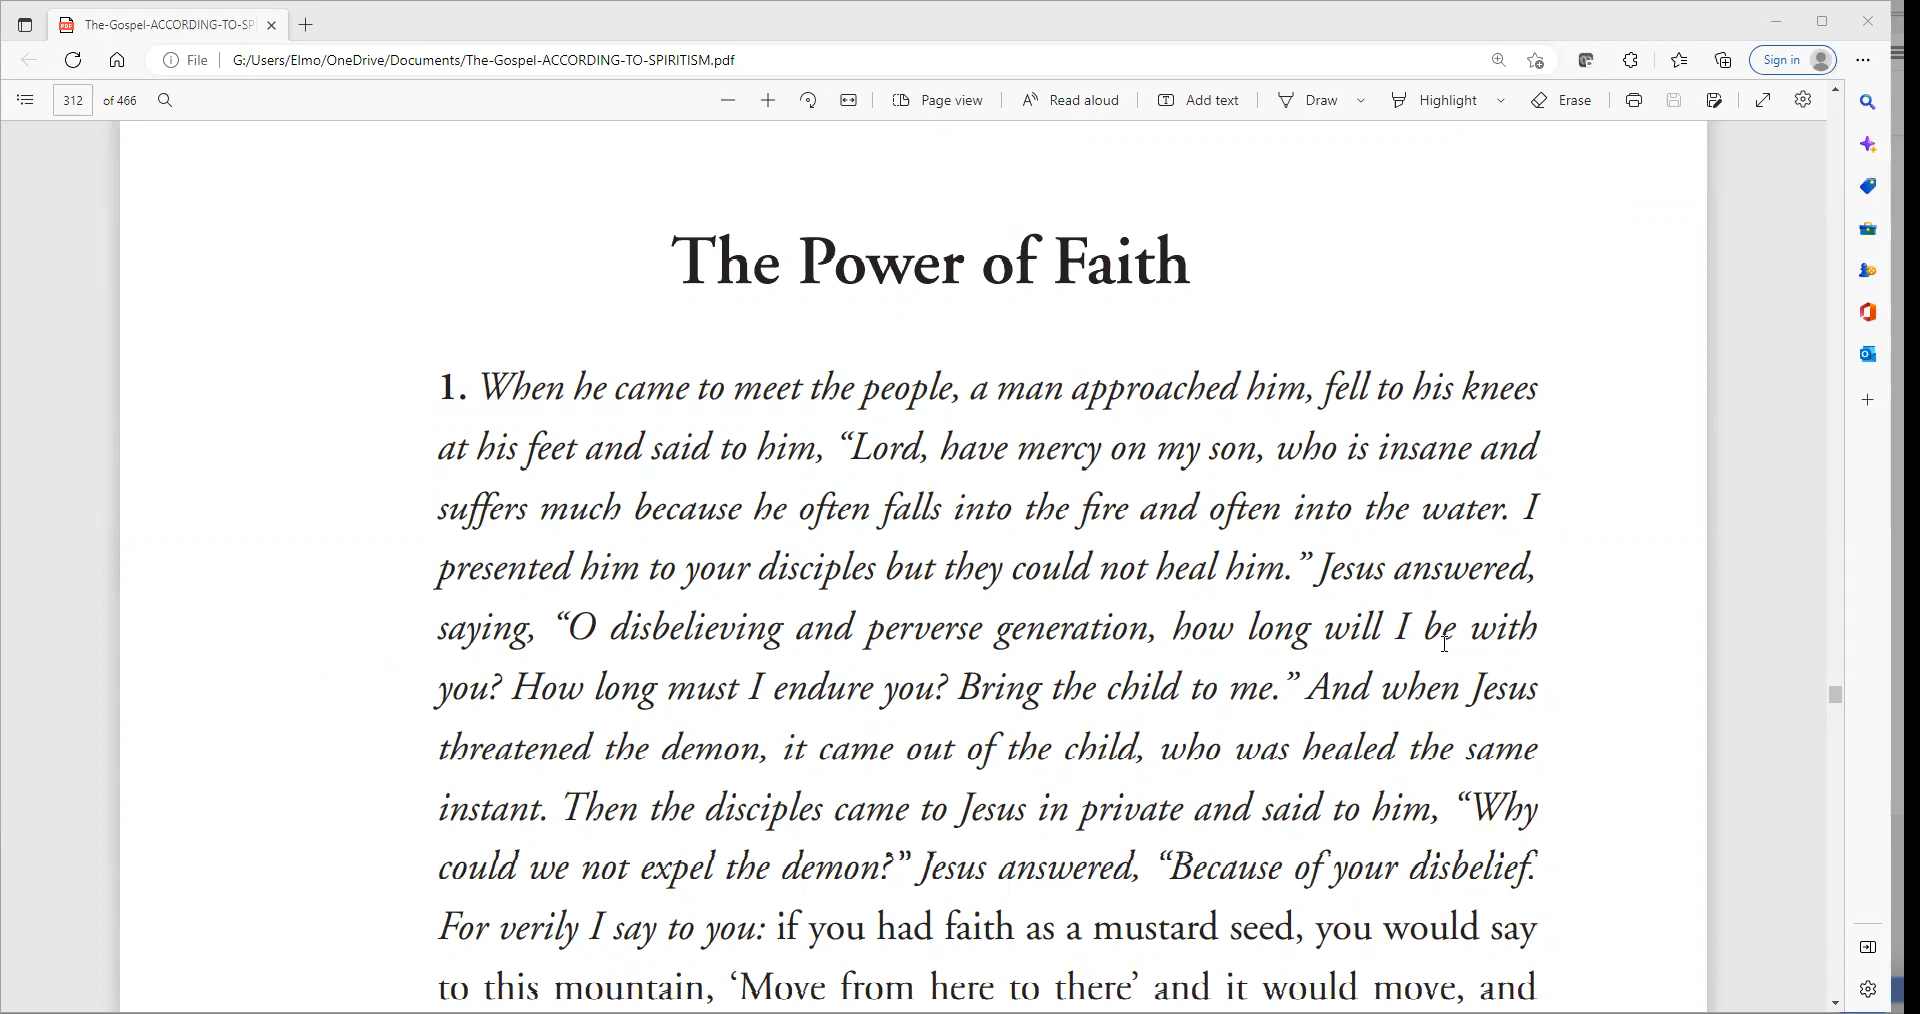 The-Gospel-ACCORDING-TO-SP
File G:/Users/Elmo/OneDrive/Documents/The-Gospel-ACCORDING-TO-SPIRITISM.pdf Sign in
312 of 466 Page view Read aloud Add text Draw Highlight Erase
The Power of Faith
1. When he came to meet the people, a man approached him, fell to his knees
at his feet and said to him, “Lord, have mercy on my son, who is insane and
suffers much because he often falls into the fire and often into the water. I
presented him to your disciples but they could not heal him.” Jesus answered,
saying, “O disbelieving and perverse generation, how long will I be with
you? How long must I endure you? Bring the child to me.” And when Jesus
threatened the demon, it came out of the child, who was healed the same
instant. Then the disciples came to Jesus in private and said to him, “Why
could we not expel the demon?” Jesus answered, “Because of your disbelief.
For verily I say to you: if you had faith as a mustard seed, you would say
to this mountain, ‘Move from here to there’ and it would move, and